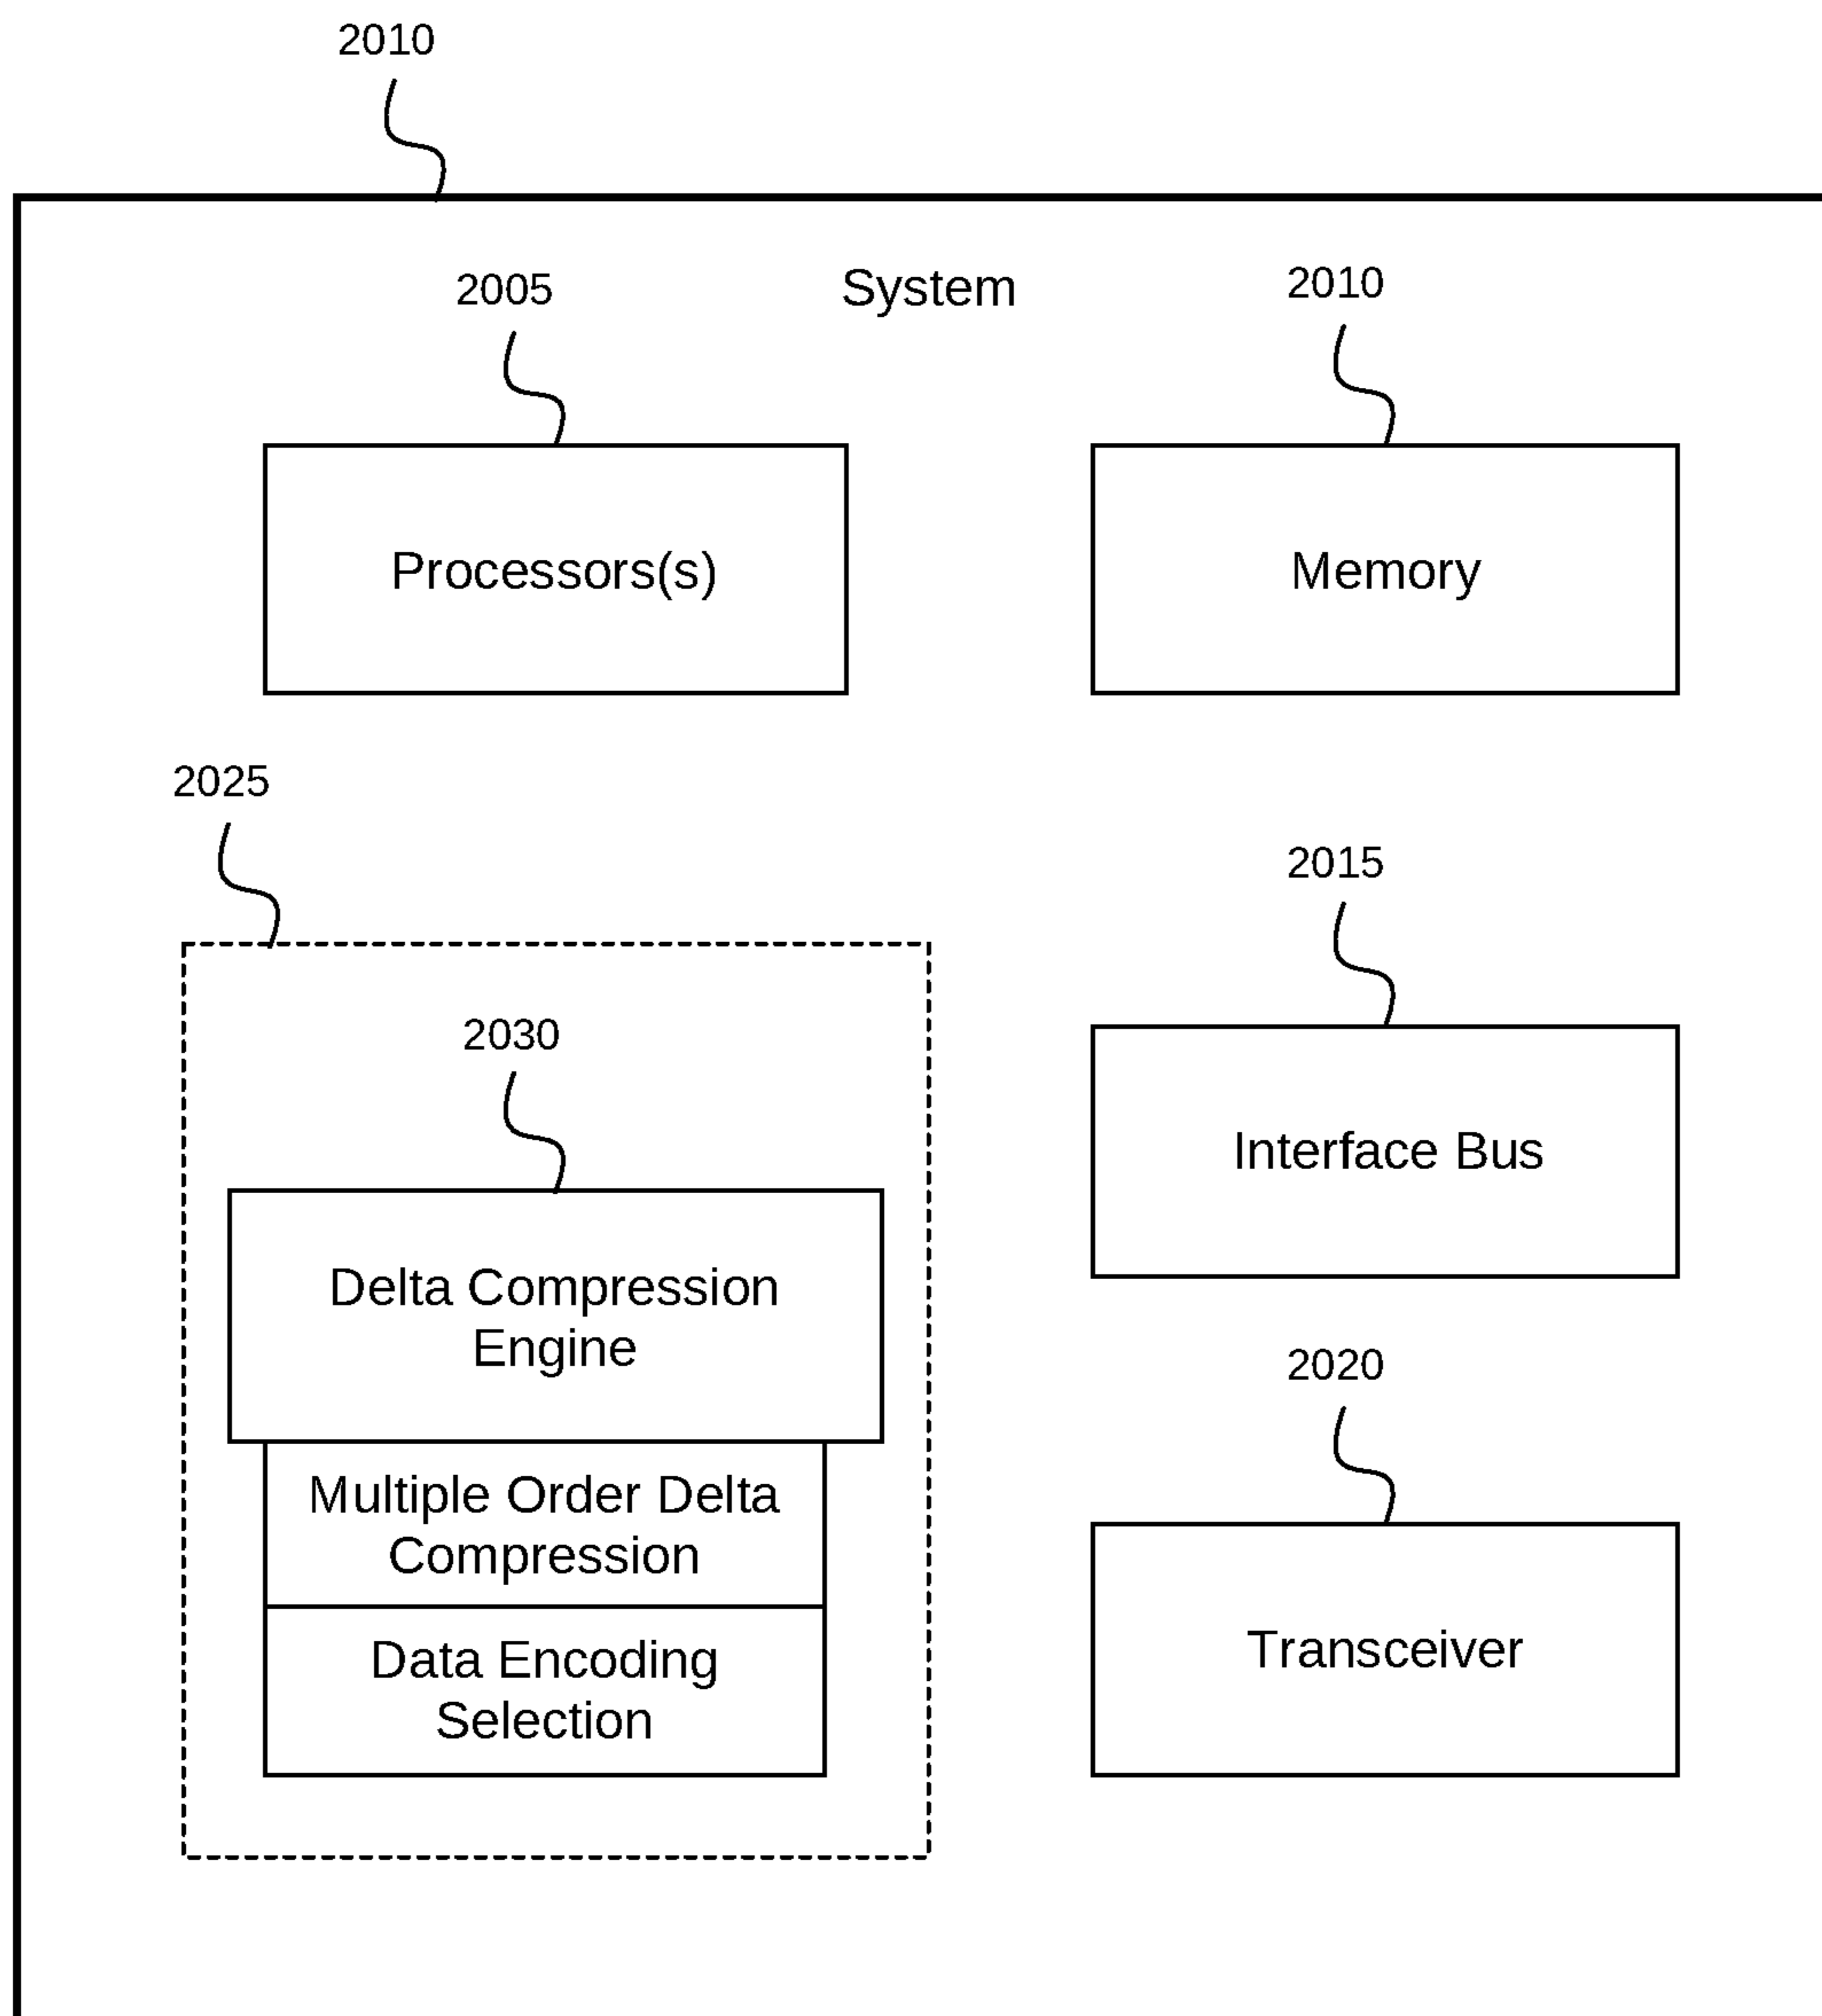 2010
System
2005
2010
Processors(s)
Memory
2025
2015
2030
Interface Bus
Delta Compression
Engine
2020
Multiple Order Delta
Compression
Data Encoding
Selection
Transceiver